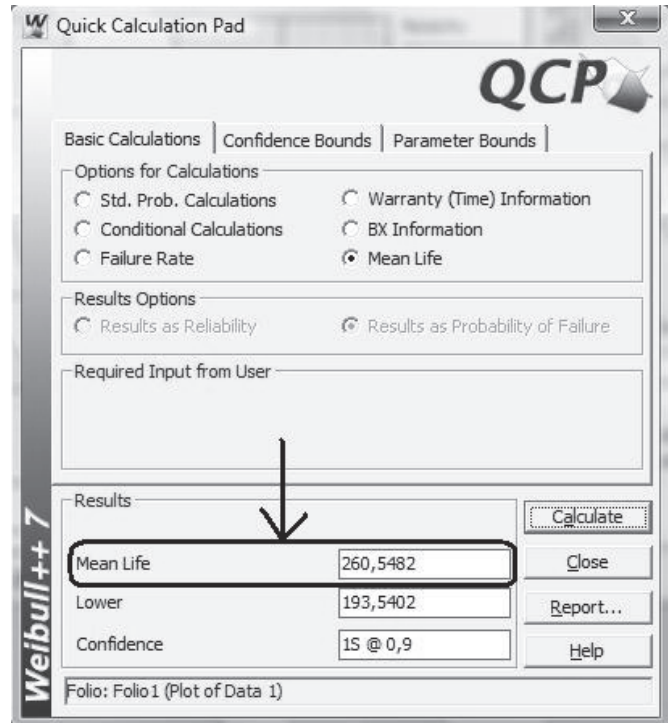 Quick Calculation Pad
X
QCP
Basic Calculations Confidence Bounds Parameter Bounds
Options for Calculations
Std. Prob. Calculations Warranty (Time) Information
Conditional Calculations BX Information
Failure Rate Mean Life
Results Options
Results as Reliability Results as Probability of Failure
Required Input from User
Results
Calculate
Mean Life 260,5482 Close
Lower 193,5402 Report...
Confidence 1S @ 0,9 Help
Weibull++ 7
Folio: Folio1 (Plot of Data 1)